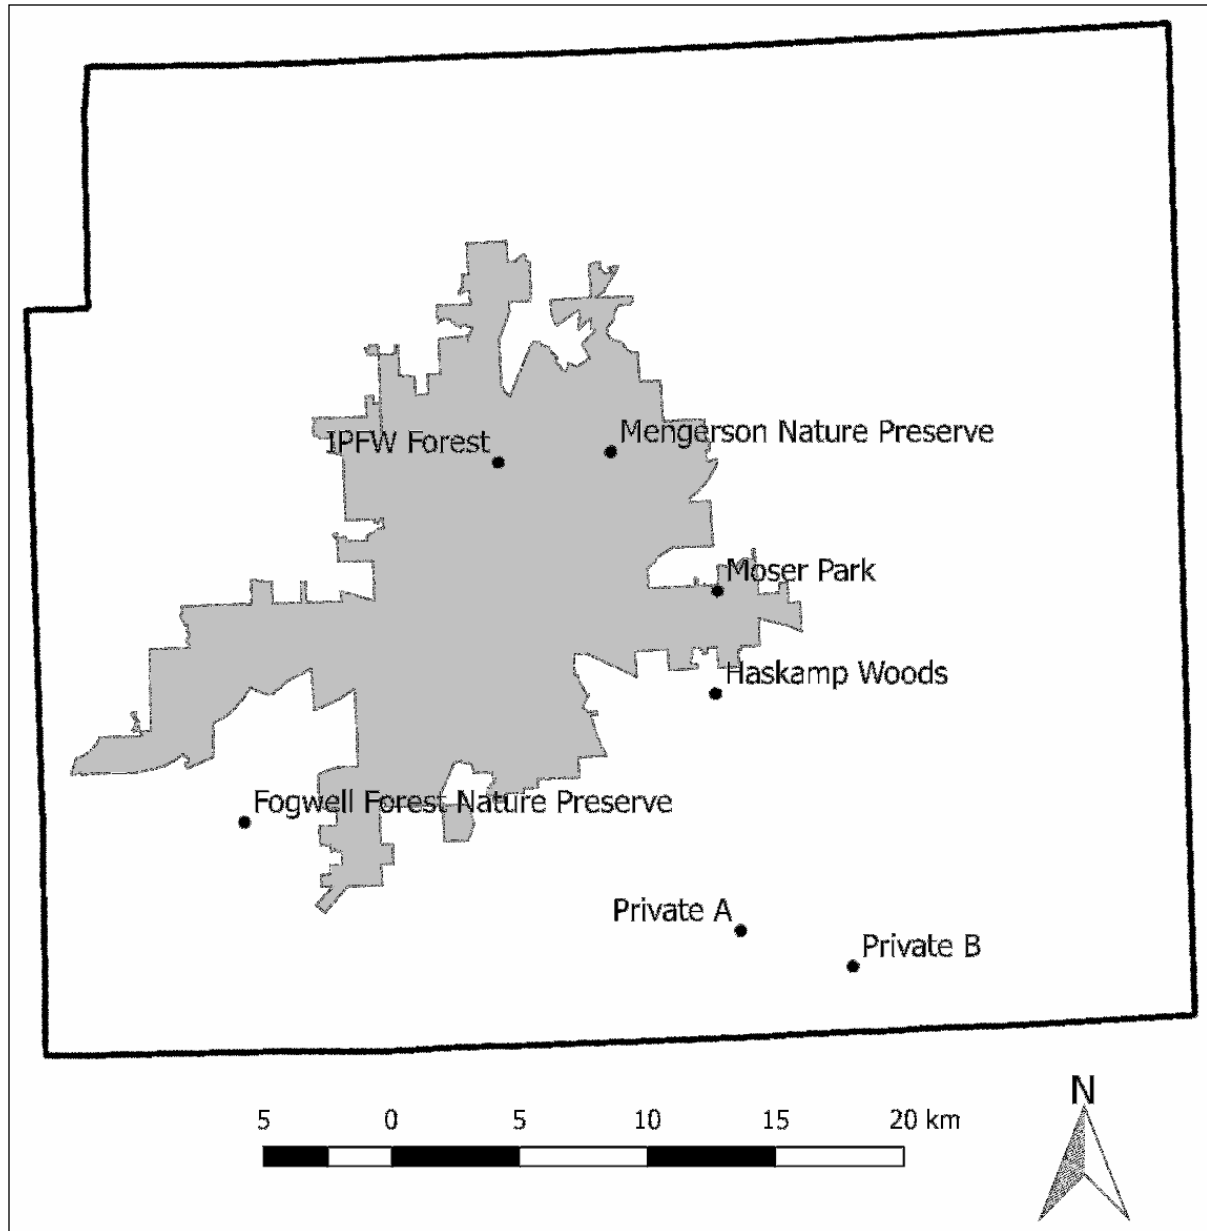 Mengerson Nature Preserve
IPFW Forest
Moser Park
Haskamp Woods
Fogwell Forest Nature Preserve
Private A
Private B
N
5 0 5 10 15 20 km